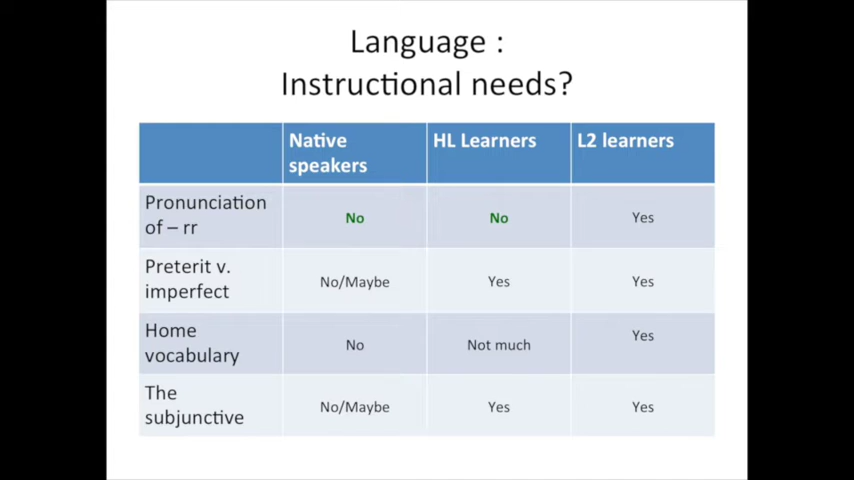 Language :
Instructional needs?
Native speakers HL Learners L2 learners
Pronunciation of – rr No No Yes
Preterit v. imperfect No/Maybe Yes Yes
Home vocabulary No Not much Yes
The subjunctive No/Maybe Yes Yes